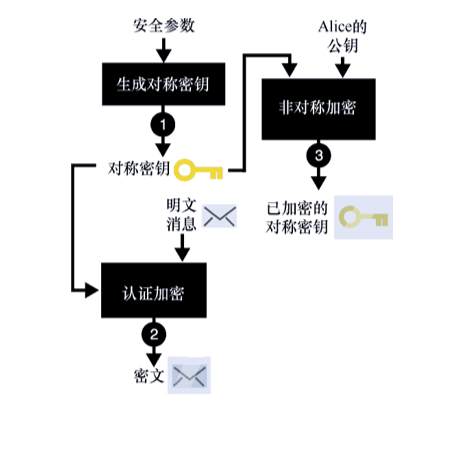 安全参数
Alice的
公钥
生成对称密钥
非对称加密
1
3
对称密钥
明文
消息
已加密的
对称密钥
认证加密
2
密文